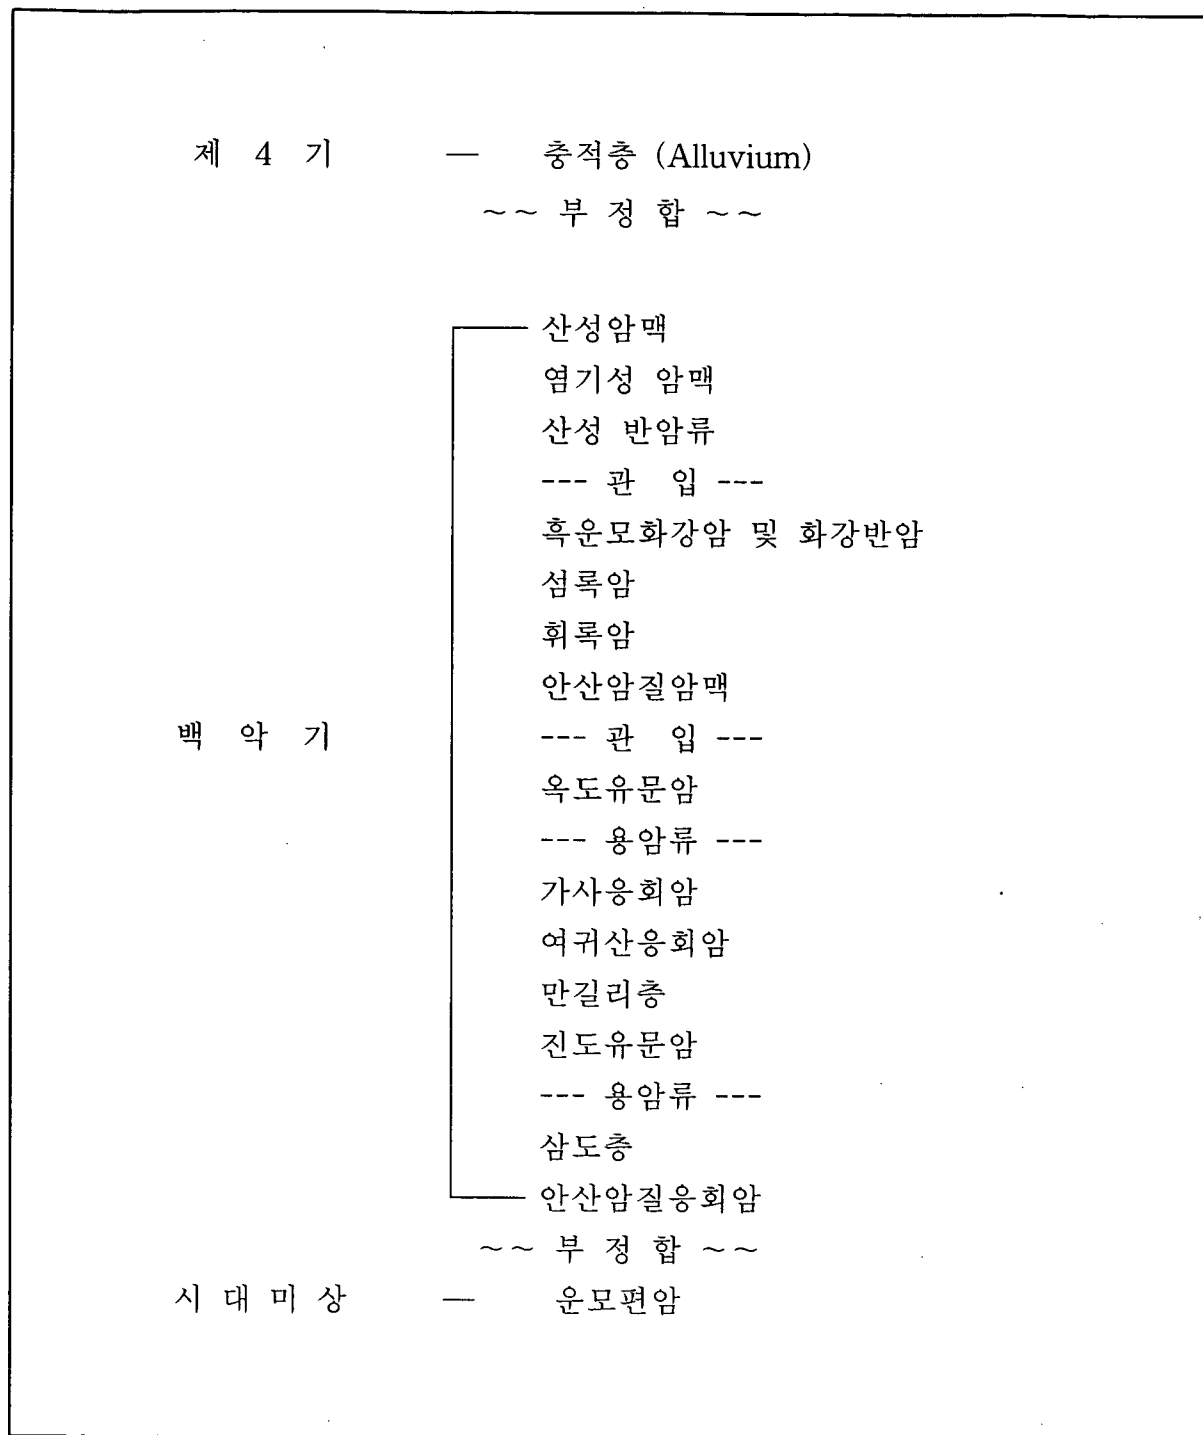 제 4 기 — 충적층 (Alluvium)
~~ 부 정 합 ~~
산성암맥
염기성 암맥
산성 반암류
--- 관 입 ---
흑운모화강암 및 화강반암
섬록암
휘록암
안산암질암맥
백 악 기 --- 관 입 ---
옥도유문암
--- 용암류 ---
가사응회암
여귀산응회암
만길리층
진도유문암
--- 용암류 ---
삼도층
안산암질응회암
~~ 부 정 합 ~~
시 대 미 상 — 운모편암